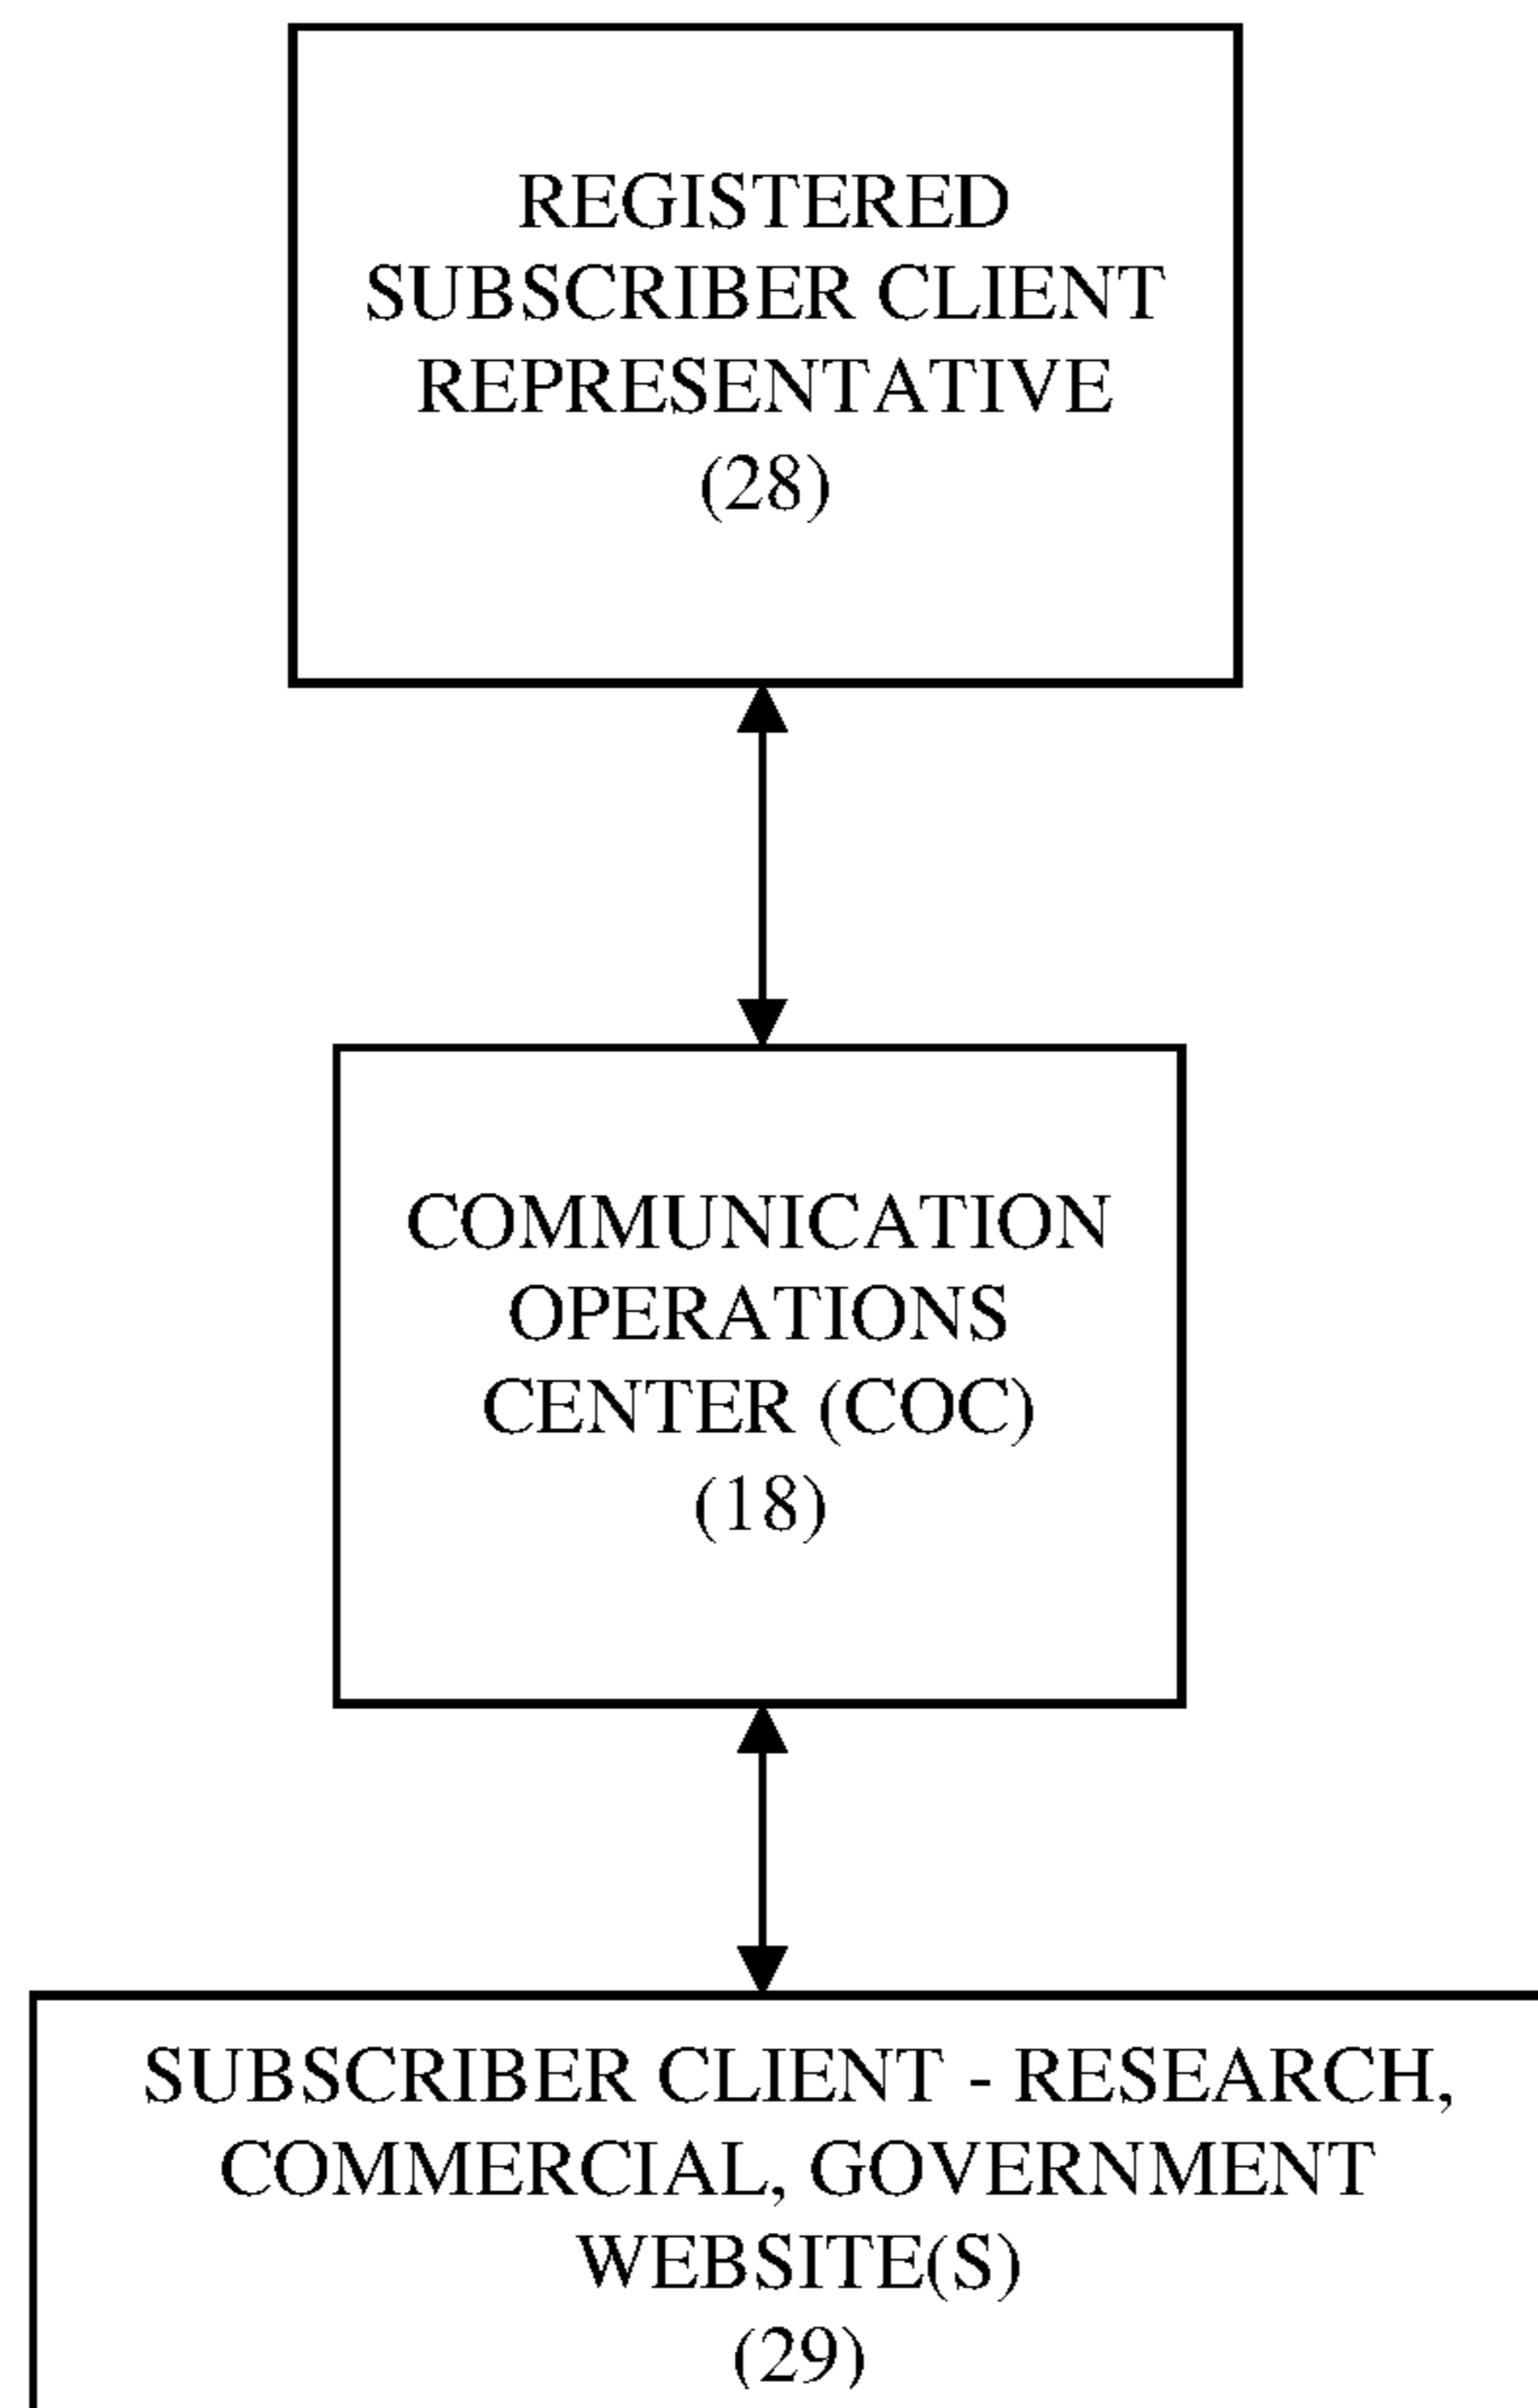 REGISTERED
SUBSCRIBER CLIENT
REPRESENTATIVE
(28)
COMMUNICATION
OPERATIONS
CENTER (COC)
(18)
SUBSCRIBER CLIENT - RESEARCH,
COMMERCIAL, GOVERNMENT
WEBSITE(S)
(29)